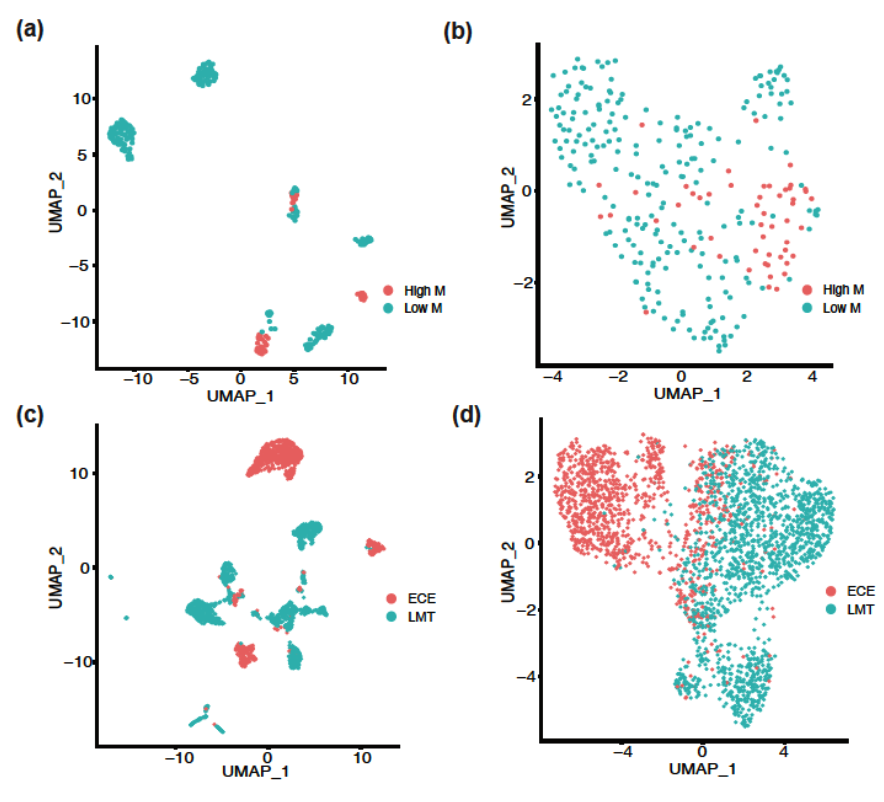 (a)
UMAP_2
10
5
0
−5
−10
−10 −5 0 5 10
UMAP_1
High M
Low M
(b)
UMAP_2
2
0
−2
−4 −2 0 2 4
UMAP_1
High M
Low M
(c)
UMAP_2
10
0
−10
−10 0 10
UMAP_1
ECE
LMT
(d)
UMAP_2
2
0
−2
−4
−4 0 4
UMAP_1
ECE
LMT